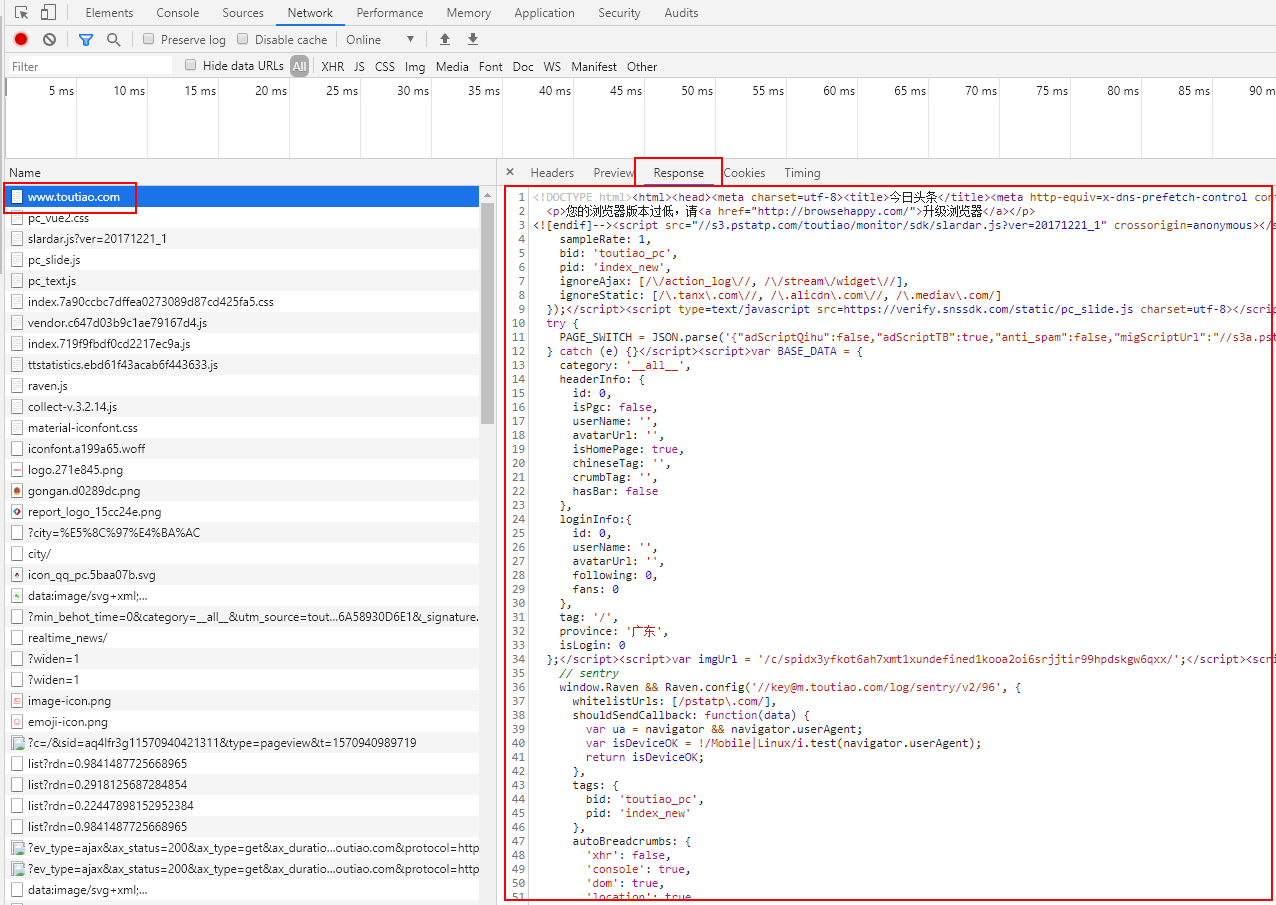 Elements Console Sources Network Performance Memory Application Security Audits
Preserve log Disable cache Online
Filter Hide data URLs All XHR JS CSS Img Media Font Doc WS Manifest Other
5 ms 10 ms 15 ms 20 ms 25 ms 30 ms 35 ms 40 ms 45 ms 50 ms 55 ms 60 ms 65 ms 70 ms 75 ms 80 ms 85 ms 90 m
Name
www.toutiao.com
pc_vue2.css
slardar.js?ver=20171221_1
pc_slide.js
pc_text.js
index.7a90ccbc7dffea0273089d87cd425fa5.css
vendor.c647d03b9c1ae79167d4.js
index.719f9fbdf0cd2217ec9a.js
ttstatistics.ebd61f43acab6f443633.js
raven.js
collect-v.3.2.14.js
material-iconfont.css
iconfont.a199a65.woff
logo.271e845.png
gongan.d0289dc.png
report_logo_15cc24e.png
?city=%E5%8C%97%E4%BA%AC
city/
icon_qq_pc.5baa07b.svg
data:image/svg+xml;...
?min_behot_time=0&category=__all__&utm_source=tout...6A58930D6E1&_signature.
realtime_news/
?widen=1
?widen=1
image-icon.png
emoji-icon.png
?c=/&sid=aq4lfr3g11570940421311&type=pageview&t=1570940989719
list?rdn=0.9841487725668965
list?rdn=0.2918125687284854
list?rdn=0.22447898152952384
list?rdn=0.9841487725668965
?ev_type=ajax&ax_status=200&ax_type=get&ax_duratio...outiao.com&protocol=http
?ev_type=ajax&ax_status=200&ax_type=get&ax_duratio...outiao.com&protocol=http
data:image/svg+xml;...
× Headers Preview Response Cookies Timing
1 <!DOCTYPE html><html><head><meta charset=utf-8><title>今日头条</title><meta http-equiv=x-dns-prefetch-control con
2 <p>您的浏览器版本过低，请<a href="http://browsehappy.com/">升级浏览器</a></p>
3 <![endif]--><script src="//s3.pstatp.com/toutiao/monitor/sdk/slardar.js?ver=20171221_1" crossorigin=anonymous></s
4 sampleRate: 1,
5 bid: 'toutiao_pc',
6 pid: 'index_new',
7 ignoreAjax: [/\/action_log\//, /\/stream\/widget\//],
8 ignoreStatic: [/\.tanx\.com\//, /\.alicdn\.com\//, /\.mediav\.com/]
9 });</script><script type=text/javascript src=https://verify.snssdk.com/static/pc_slide.js charset=utf-8></scrip
10 try {
11 PAGE_SWITCH = JSON.parse('{"adScriptQihu":false,"adScriptTB":true,"anti_spam":false,"migScriptUrl":"//s3a.pst
12 } catch (e) {}</script><script>var BASE_DATA = {
13 category: '__all__',
14 headerInfo: {
15 id: 0,
16 isPgc: false,
17 userName: '',
18 avatarUrl: '',
19 isHomePage: true,
20 chineseTag: '',
21 crumbTag: '',
22 hasBar: false
23 },
24 loginInfo:{
25 id: 0,
26 userName: '',
27 avatarUrl: '',
28 following: 0,
29 fans: 0
30 },
31 tag: '/',
32 province: '广东',
33 isLogin: 0
34 };</script><script>var imgUrl = '/c/spidx3yfkot6ah7xmt1xundefined1kooa2oi6srjjtir99hpdskgw6qxx/';</script><scri
35 // sentry
36 window.Raven && Raven.config('//key@m.toutiao.com/log/sentry/v2/96', {
37 whitelistUrls: [/pstatp\.com/],
38 shouldSendCallback: function(data) {
39 var ua = navigator && navigator.userAgent;
40 var isDeviceOK = !/Mobile|Linux/i.test(navigator.userAgent);
41 return isDeviceOK;
42 },
43 tags: {
44 bid: 'toutiao_pc',
45 pid: 'index_new'
46 },
47 autoBreadcrumbs: {
48 'xhr': false,
49 'console': true,
50 'dom': true,
51 'location': true